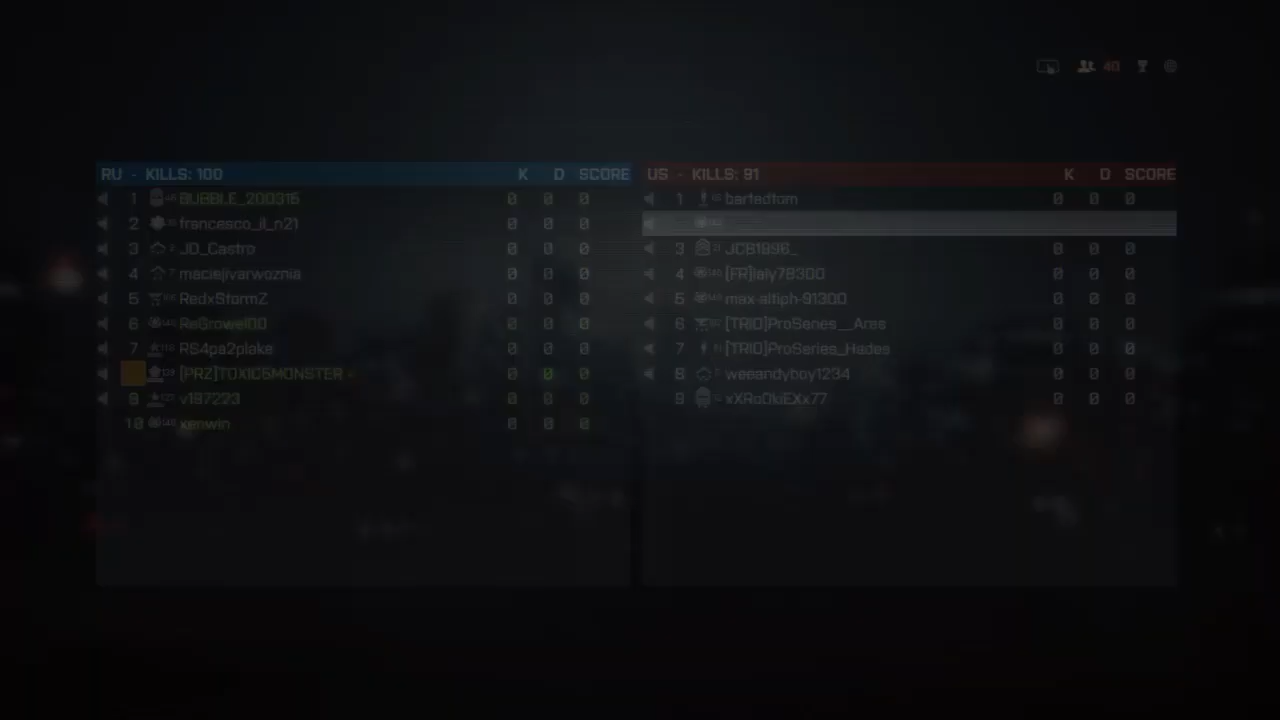 40
RU - KILLS: 100 K D SCORE
1 BUBBLE_200315 0 0 0
2 francesco_il_n21 0 0 0
3 JD_Castro 0 0 0
4 maciejivarwoznia 0 0 0
5 RedxStormZ 0 0 0
6 ReGrowel00 0 0 0
7 RS4pa2plake 0 0 0
[PRZ]T0X1C5M0NSTER 0 0 0
9 v197223 0 0 0
10 xenwin 0 0 0
US - KILLS: 91 K D SCORE
1 bartedtom 0 0 0
3 JCB1996_ 0 0 0
4 [FR]laly78300 0 0 0
5 max-altiph-91300 0 0 0
6 [TRIO]ProSeries__Ares 0 0 0
7 [TRIO]ProSeries_Hades 0 0 0
8 weeandyboy1234 0 0 0
9 xXRoOkiEXx77 0 0 0